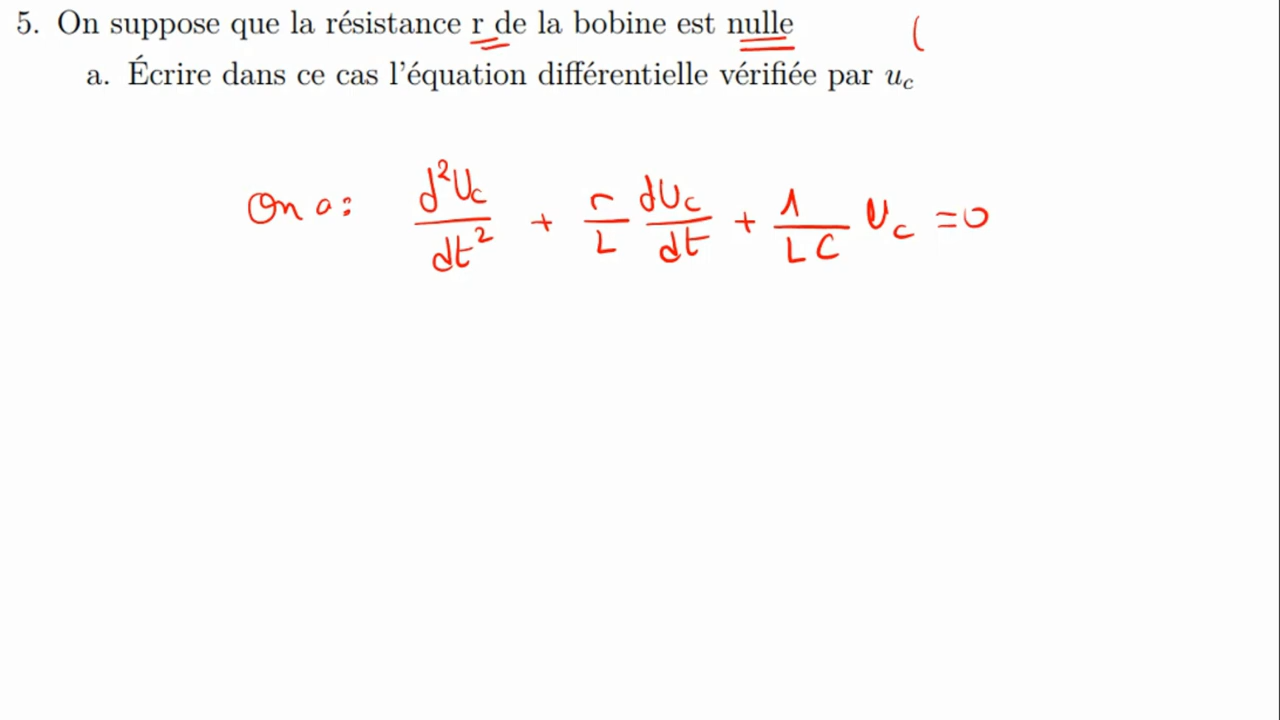 5. On suppose que la résistance r de la bobine est nulle (
a. Écrire dans ce cas l'équation différentielle vérifiée par u_c
On a : d²U_c/dt² + r/L dU_c/dt + 1/LC U_c = 0